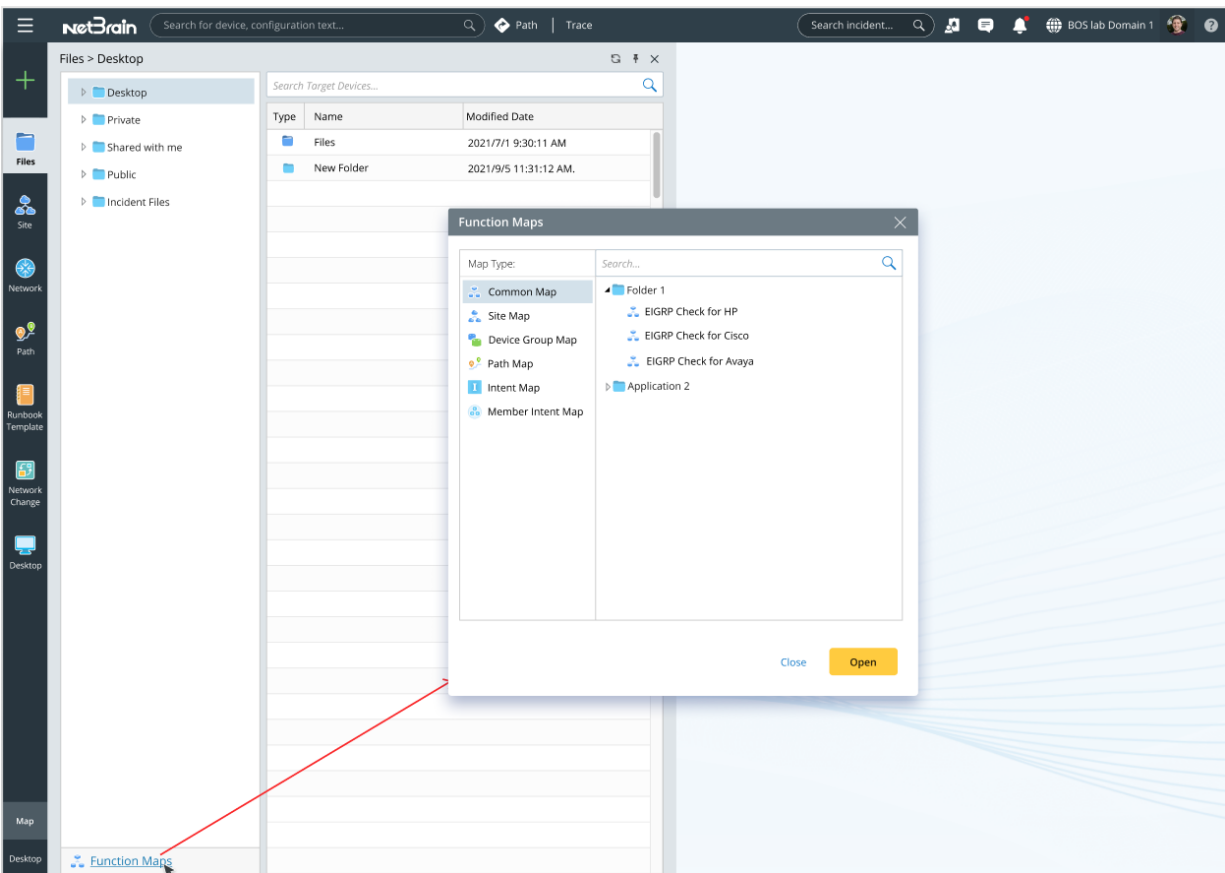 NetBrain
Search for device, configuration text...
Path
Trace
Search incident...
BOS lab Domain 1
Files > Desktop
Files
Site
Network
Path
Runbook
Template
Network
Change
Desktop
Map
Desktop
Desktop
Private
Shared with me
Public
Incident Files
Function Maps
Search Target Devices...
Type Name Modified Date
Files 2021/7/1 9:30:11 AM
New Folder 2021/9/5 11:31:12 AM.
Function Maps
Map Type:
Common Map
Site Map
Device Group Map
Path Map
Intent Map
Member Intent Map
Search...
Folder 1
EIGRP Check for HP
EIGRP Check for Cisco
EIGRP Check for Avaya
Application 2
Close
Open